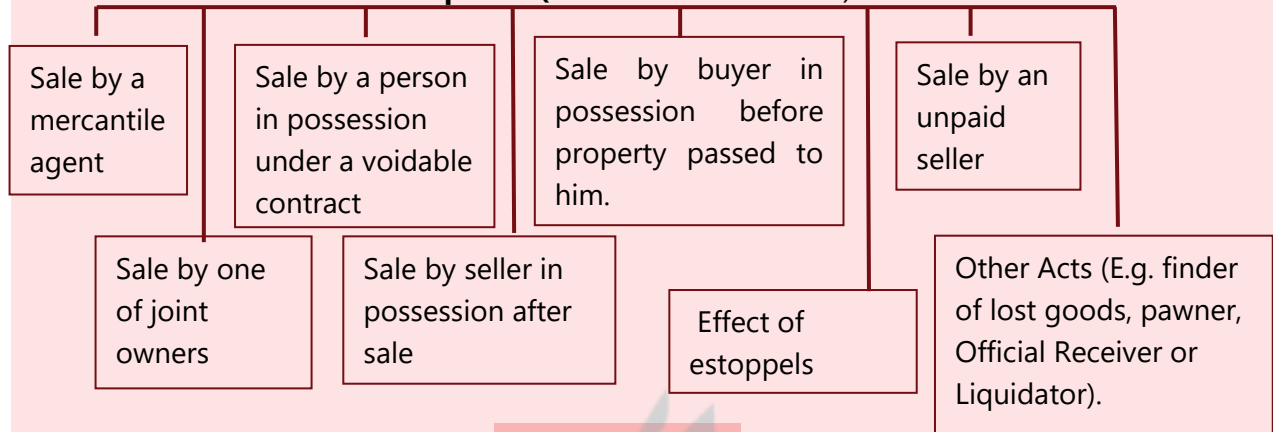 Sale by a
mercantile
agent
Sale by a person
in possession
under a voidable
contract
Sale by buyer in
possession before
property passed to
him.
Sale by an
unpaid
seller
Sale by one
of joint
owners
Sale by seller in
possession after
sale
Effect of
estoppels
Other Acts (E.g. finder
of lost goods, pawner,
Official Receiver or
Liquidator).